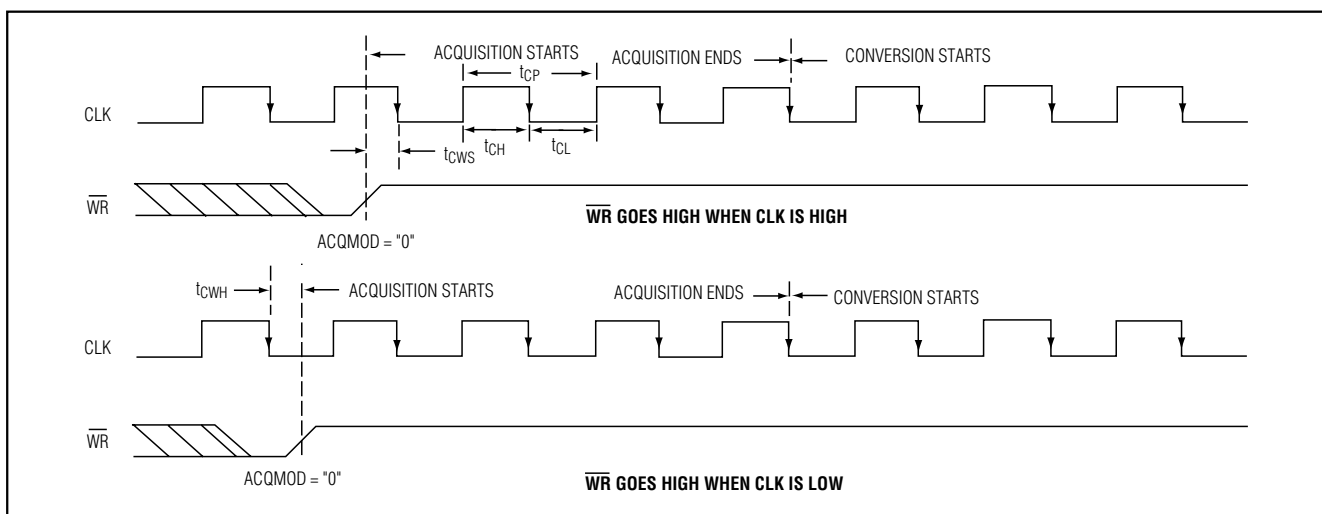 ACQUISITION STARTS ACQUISITION ENDS CONVERSION STARTS
tCP
CLK
tCH tCL
tCWS
WR
WR GOES HIGH WHEN CLK IS HIGH
ACQMOD = "0"
tCWH ACQUISITION STARTS ACQUISITION ENDS CONVERSION STARTS
CLK
WR
ACQMOD = "0"
WR GOES HIGH WHEN CLK IS LOW